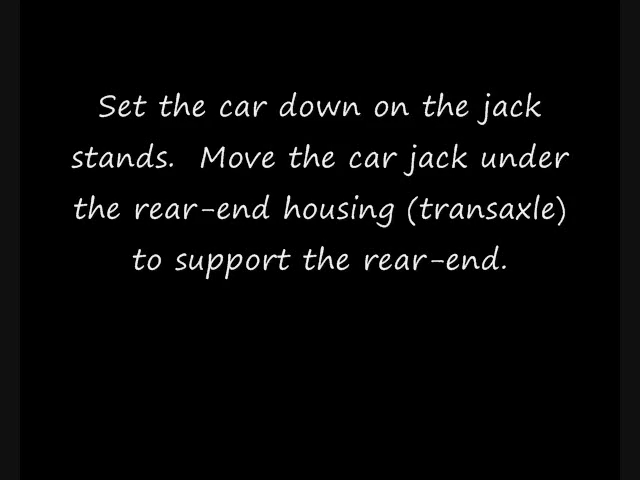 Set the car down on the jack
stands.  Move the car jack under
the rear-end housing (transaxle)
to support the rear-end.